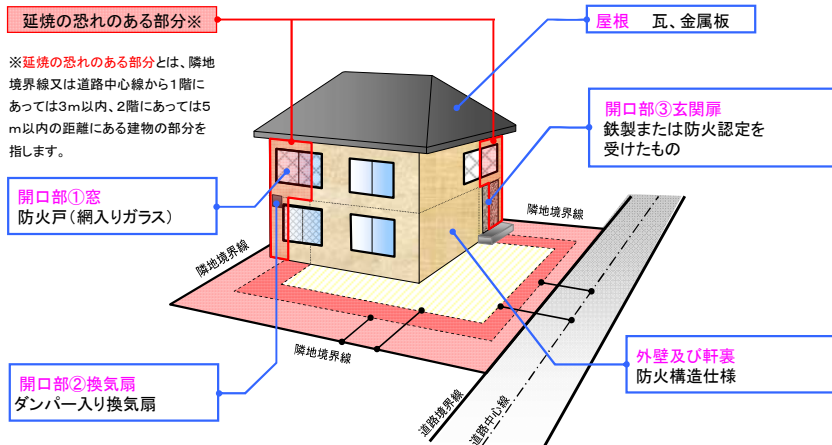 延焼の恐れのある部分※
※延焼の恐れのある部分とは、隣地
境界線又は道路中心線から1階に
あっては3m以内、2階にあっては5
m以内の距離にある建物の部分を
指します。
屋根 瓦、金属板
開口部③玄関扉
鉄製または防火認定を
受けたもの
開口部①窓
防火戸(網入りガラス)
隣地境界線
隣地境界線
隣地境界線
開口部②換気扇
ダンパー入り換気扇
外壁及び軒裏
防火構造仕様
道路境界線
道路中心線